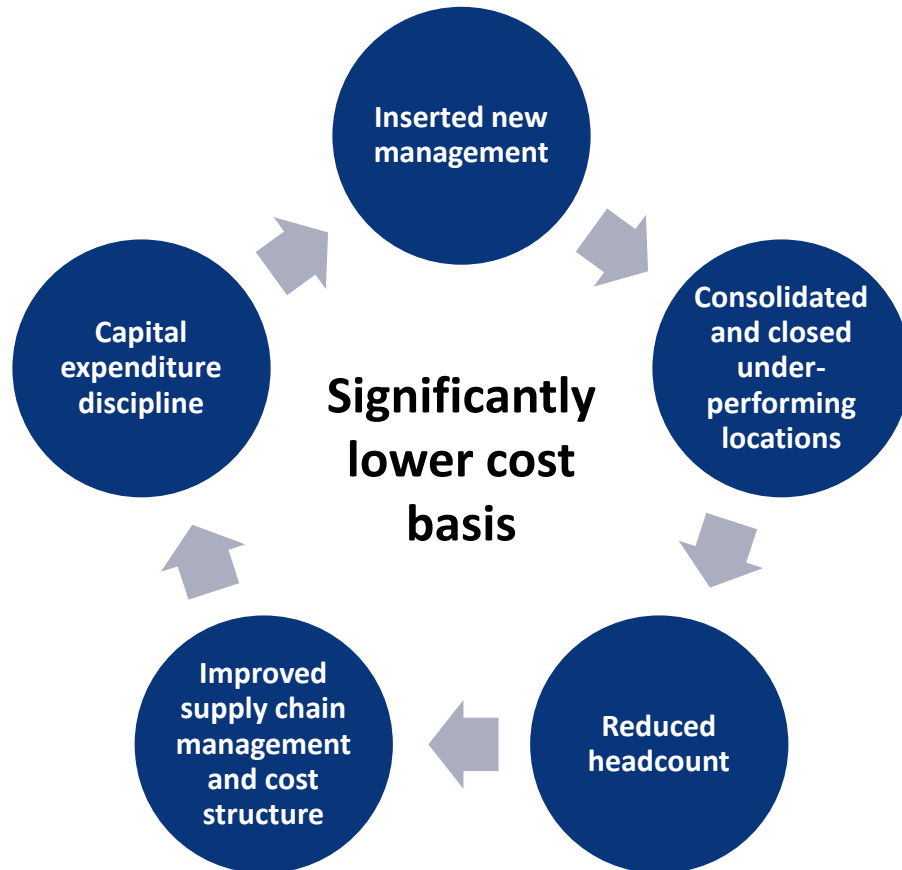 Inserted new
management
Consolidated
and closed
under-
performing
locations
Reduced
headcount
Improved
supply chain
management
and cost
structure
Capital
expenditure
discipline
Significantly
lower cost
basis